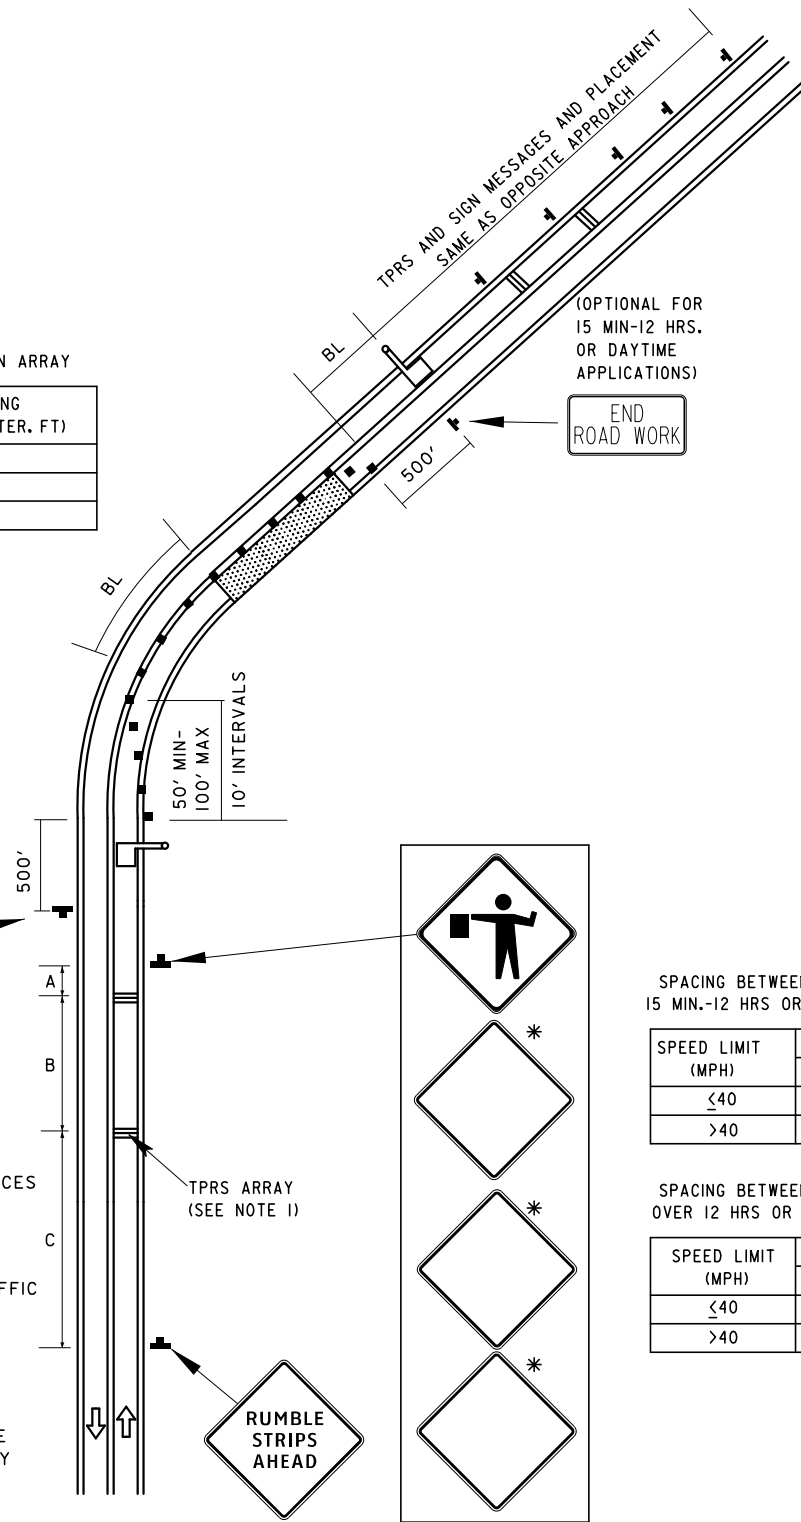 TPRS AND SIGN MESSAGES AND PLACEMENT
SAME AS OPPOSITE APPROACH
(OPTIONAL FOR
15 MIN-12 HRS.
OR DAYTIME
APPLICATIONS)
BL
END
ROAD WORK
500'
N ARRAY
NG
TER. FT)
BL
50' MIN-
100' MAX
10' INTERVALS
500'
A
B
C
TPRS ARRAY
(SEE NOTE 1)
CES
FFIC
E
Y
RUMBLE
STRIPS
AHEAD
*
*
*
SPACING BETWEE
15 MIN.-12 HRS OR
SPEED LIMIT
(MPH)
≤40
>40
SPACING BETWEE
OVER 12 HRS OR
SPEED LIMIT
(MPH)
≤40
>40